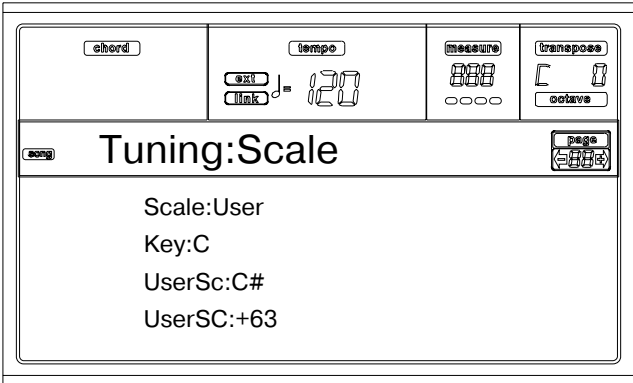 chord
tempo
measure
transpose
ext
link
♩= 120
888
C 0
octave
song
Tuning:Scale
page
-88+
Scale:User
Key:C
UserSc:C#
UserSC:+63